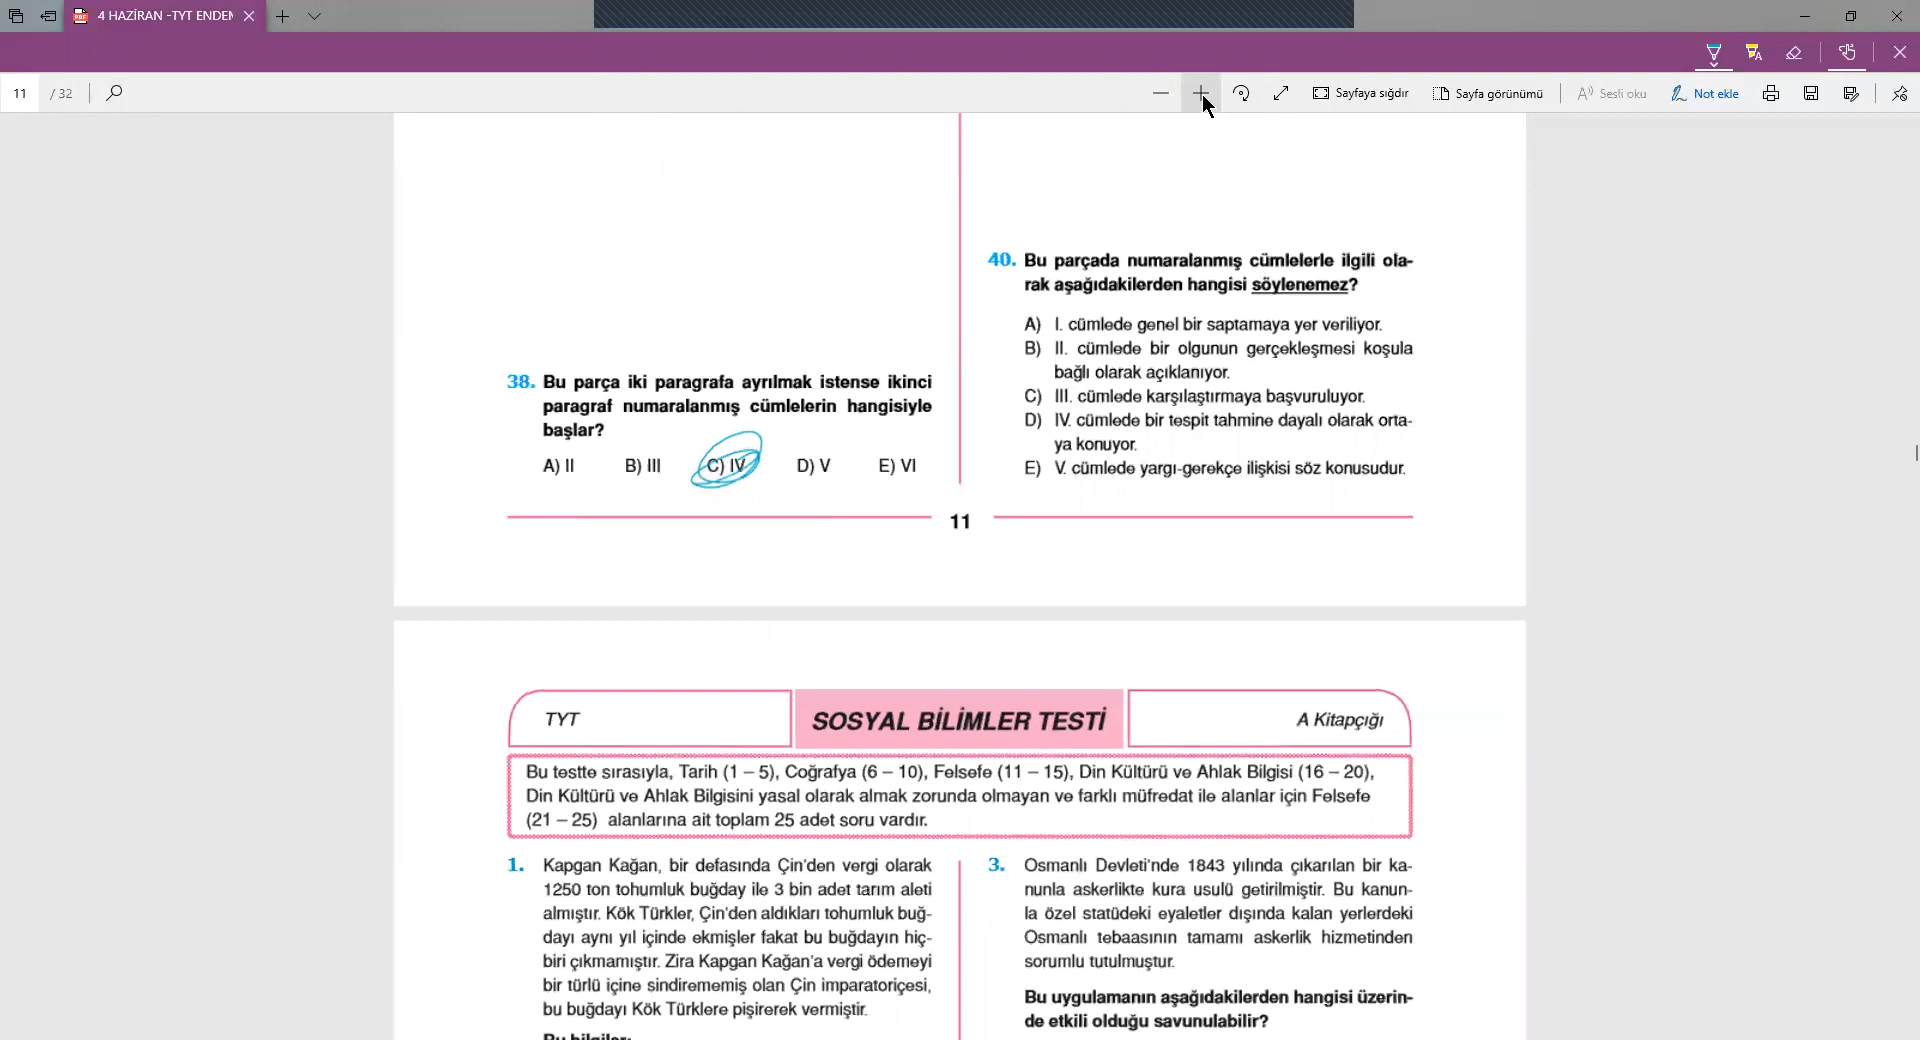 4 HAZİRAN -TYT ENDEM
11 / 32
Sayfaya sığdır
Sayfa görünümü
Sesli oku
Not ekle
38. Bu parça iki paragrafa ayrılmak istense ikinci
paragraf numaralanmış cümlelerin hangisiyle
başlar?
A) II B) III C) IV D) V E) VI
40. Bu parçada numaralanmış cümlelerle ilgili ola-
rak aşağıdakilerden hangisi söylenemez?
A) I. cümlede genel bir saptamaya yer veriliyor.
B) II. cümlede bir olgunun gerçekleşmesi koşula
bağlı olarak açıklanıyor.
C) III. cümlede karşılaştırmaya başvuruluyor.
D) IV. cümlede bir tespit tahmine dayalı olarak orta-
ya konuyor.
E) V. cümlede yargı-gerekçe ilişkisi söz konusudur.
11
TYT
SOSYAL BİLİMLER TESTİ
A Kitapçığı
Bu testte sırasıyla, Tarih (1 – 5), Coğrafya (6 – 10), Felsefe (11 – 15), Din Kültürü ve Ahlak Bilgisi (16 – 20),
Din Kültürü ve Ahlak Bilgisini yasal olarak almak zorunda olmayan ve farklı müfredat ile alanlar için Felsefe
(21 – 25) alanlarına ait toplam 25 adet soru vardır.
1. Kapgan Kağan, bir defasında Çin'den vergi olarak
1250 ton tohumluk buğday ile 3 bin adet tarım aleti
almıştır. Kök Türkler, Çin'den aldıkları tohumluk buğ-
dayı aynı yıl içinde ekmişler fakat bu buğdayın hiç-
biri çıkmamıştır. Zira Kapgan Kağan'a vergi ödemeyi
bir türlü içine sindirememiş olan Çin imparatoriçesi,
bu buğdayı Kök Türklere pişirerek vermiştir.
Bu bilgiler;
3. Osmanlı Devleti'nde 1843 yılında çıkarılan bir ka-
nunla askerlikte kura usulü getirilmiştir. Bu kanun-
la özel statüdeki eyaletler dışında kalan yerlerdeki
Osmanlı tebaasının tamamı askerlik hizmetinden
sorumlu tutulmuştur.
Bu uygulamanın aşağıdakilerden hangisi üzerin-
de etkili olduğu savunulabilir?